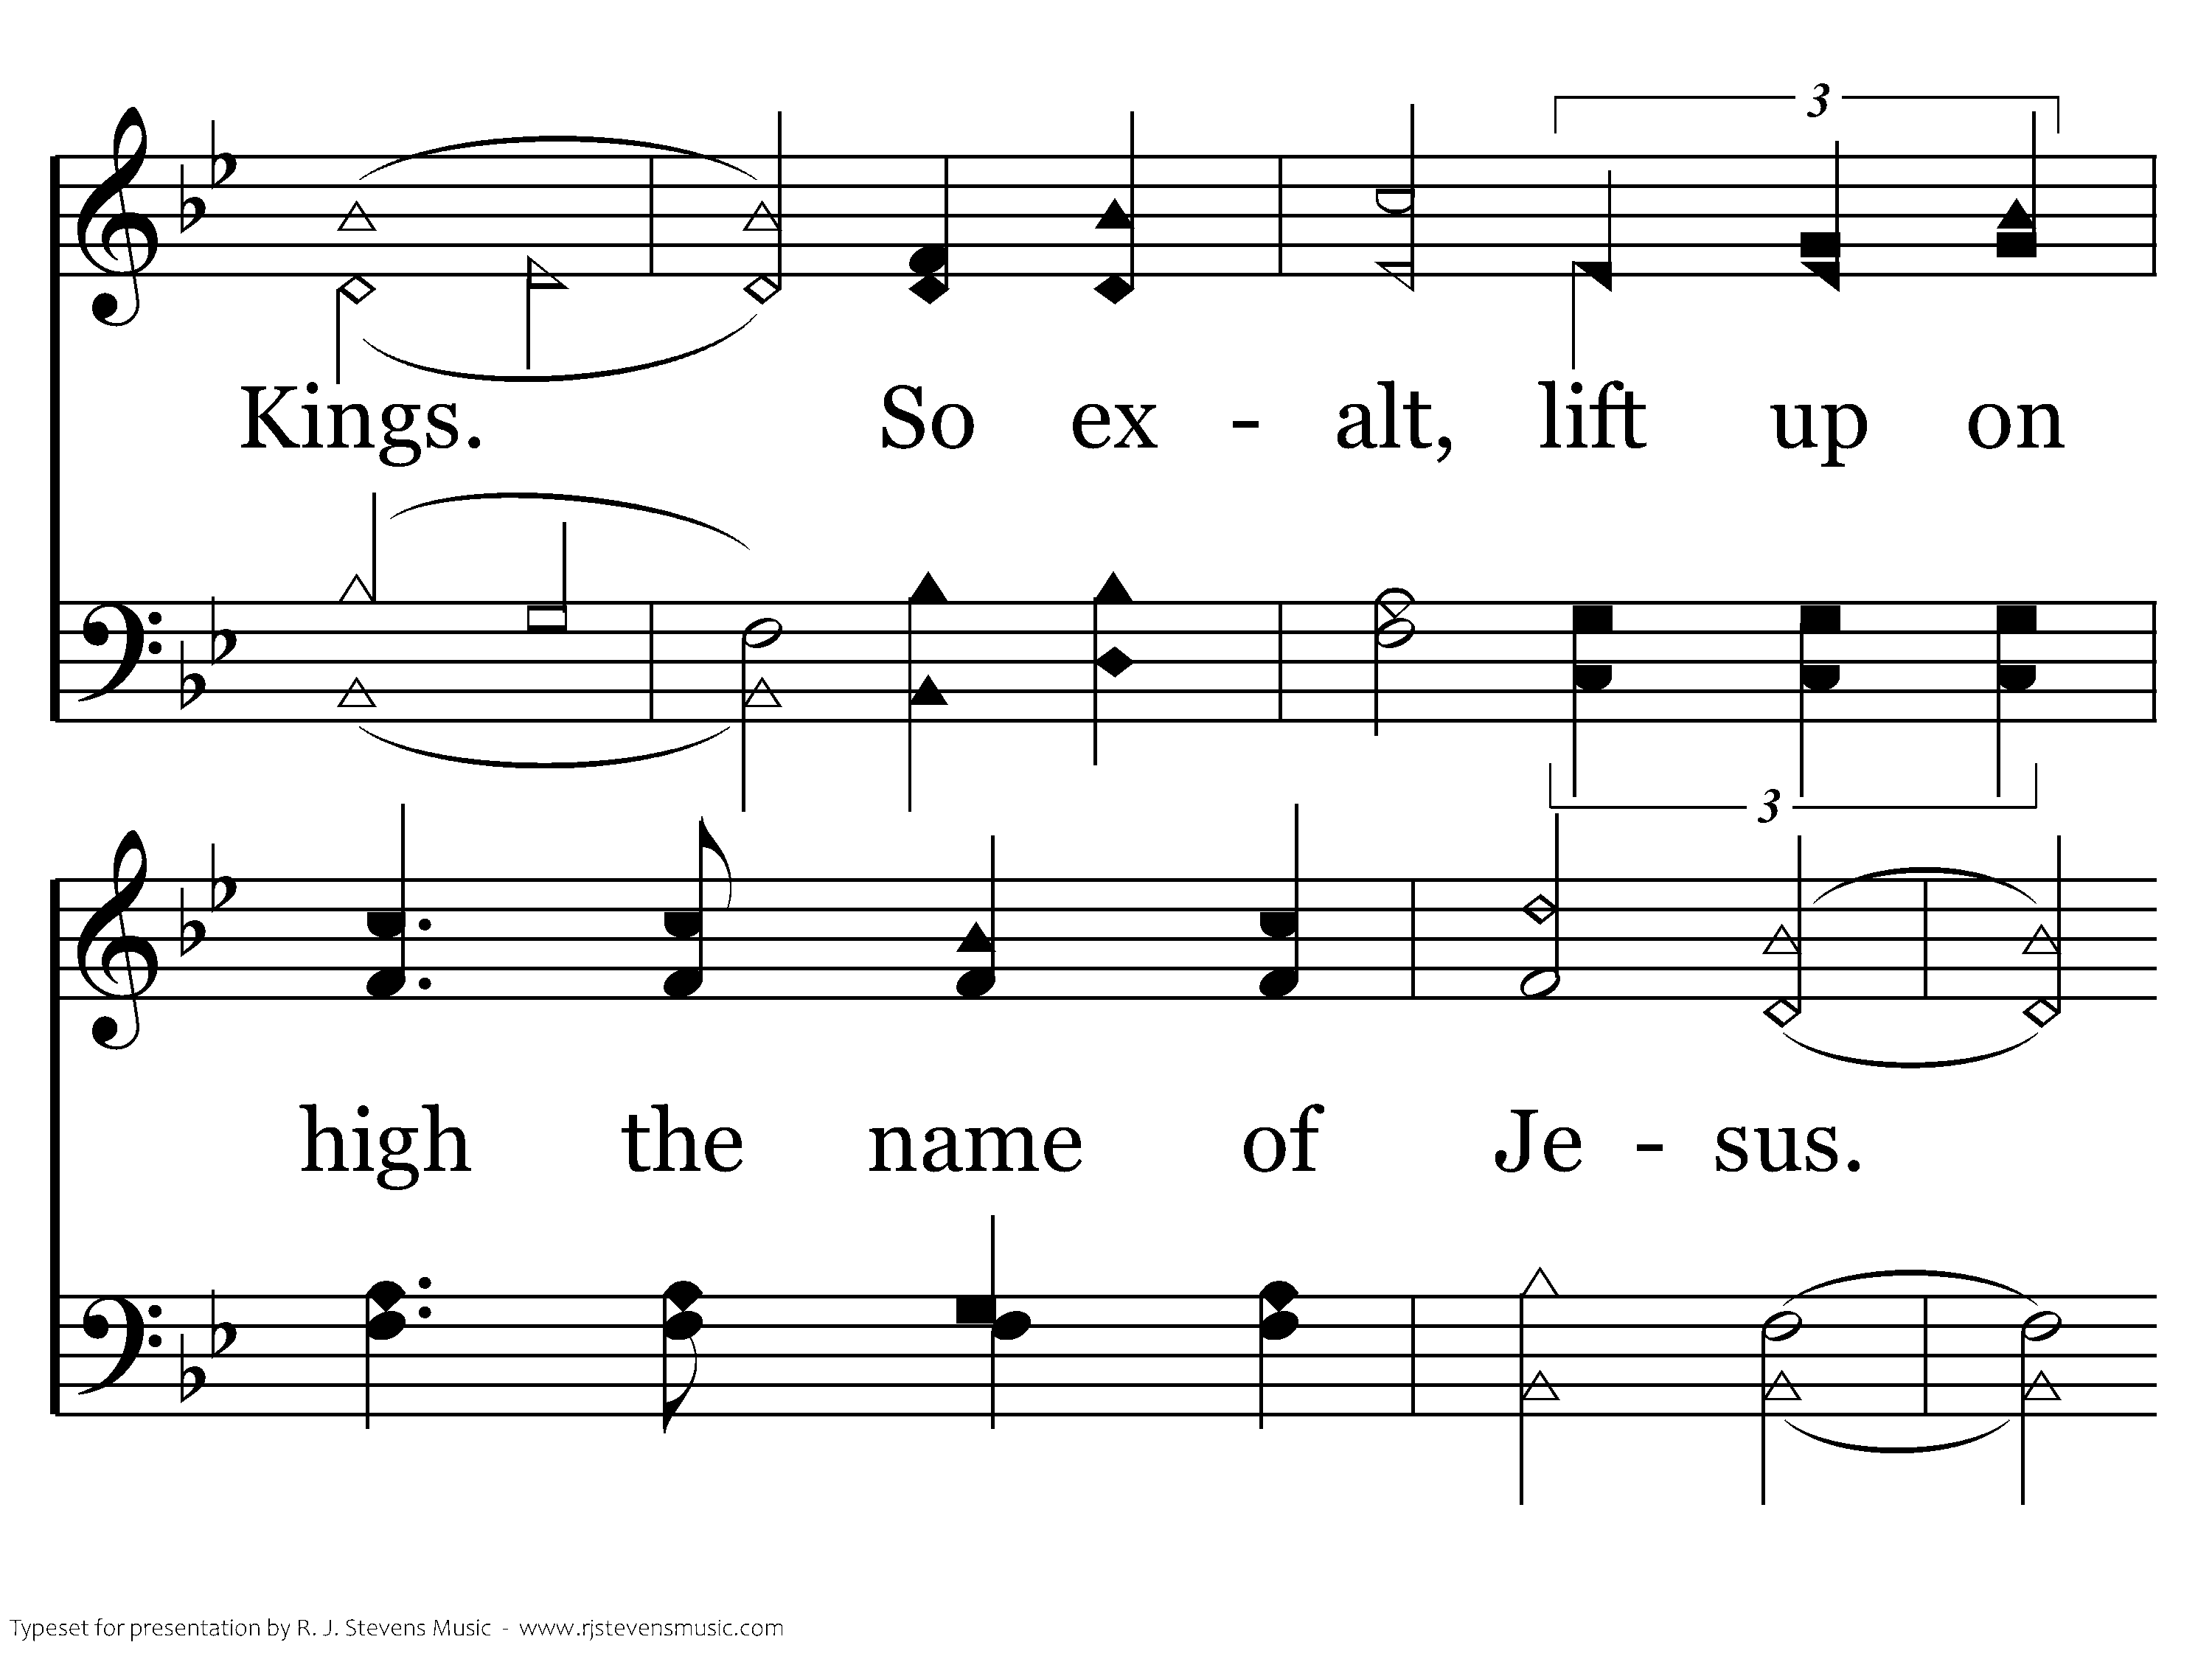 3
Kings. So ex - alt, lift up on
3
high the name of Je - sus.
Typeset for presentation by R. J. Stevens Music - www.rjstevensmusic.com